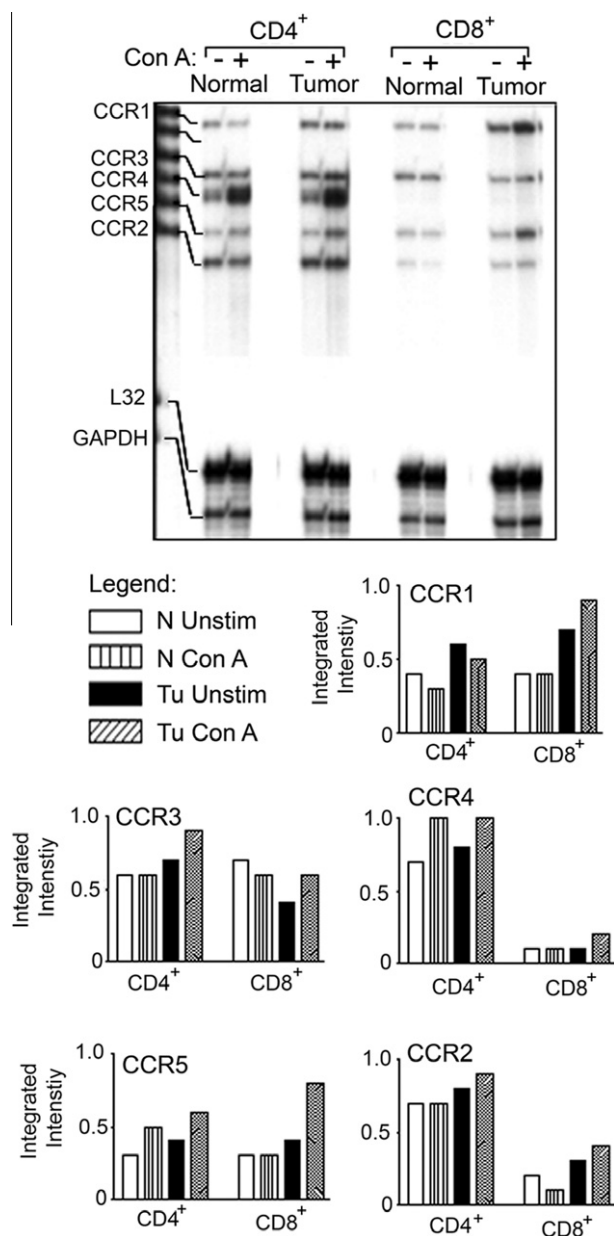 CD4+ CD8+
Con A: - + - + - + - +
Normal Tumor Normal Tumor
CCR1
CCR3
CCR4
CCR5
CCR2
L32
GAPDH
Legend:
N Unstim
N Con A
Tu Unstim
Tu Con A
CCR1
Integrated
Intenstiy
1.0
0.5
0
CD4+ CD8+
CCR3
Integrated
Intenstiy
1.0
0.5
0
CD4+ CD8+
CCR4
1.0
0.5
0
CD4+ CD8+
CCR5
Integrated
Intenstiy
1.0
0.5
0
CD4+ CD8+
CCR2
1.0
0.5
0
CD4+ CD8+